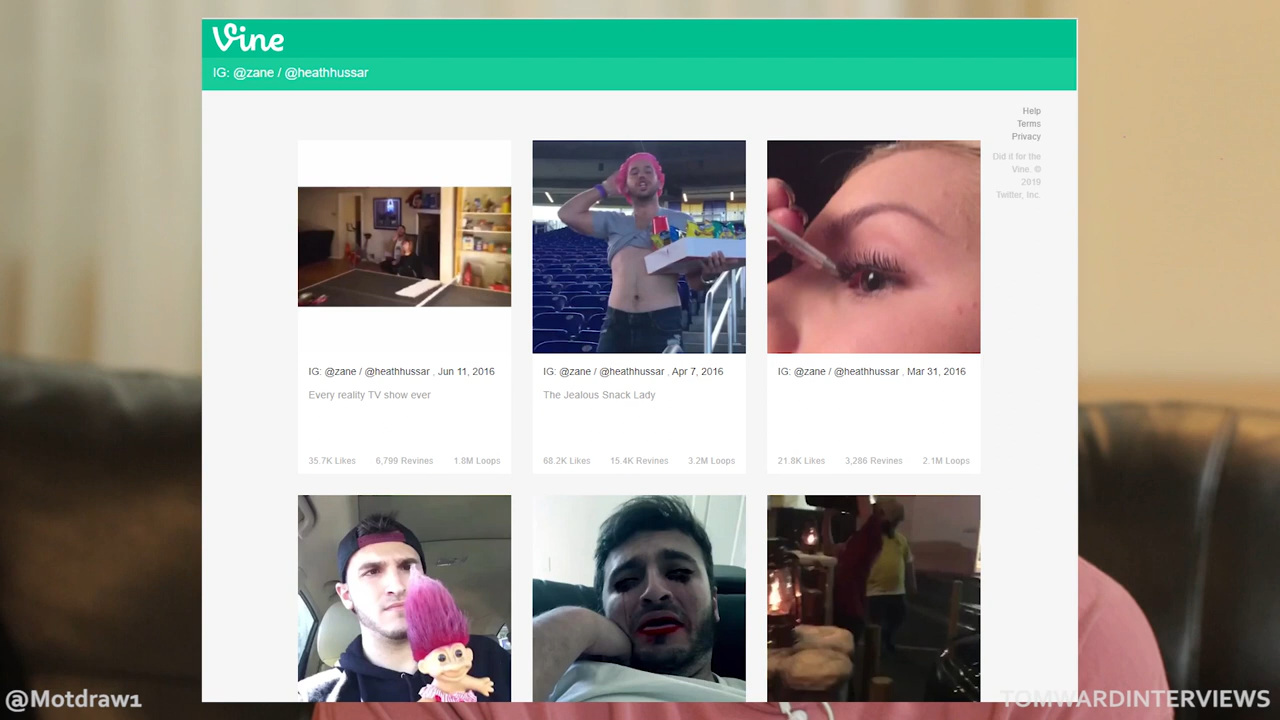 Vine
IG: @zane / @heathhussar
Help
Terms
Privacy
Did it for the
Vine. ©
2019
Twitter, Inc.
IG: @zane / @heathhussar , Jun 11, 2016
Every reality TV show ever
35.7K Likes 6,799 Revines 1.8M Loops
IG: @zane / @heathhussar , Apr 7, 2016
The Jealous Snack Lady
68.2K Likes 15.4K Revines 3.2M Loops
IG: @zane / @heathhussar , Mar 31, 2016
21.8K Likes 3,286 Revines 2.1M Loops
@Motdraw1
TOMWARDINTERVIEWS